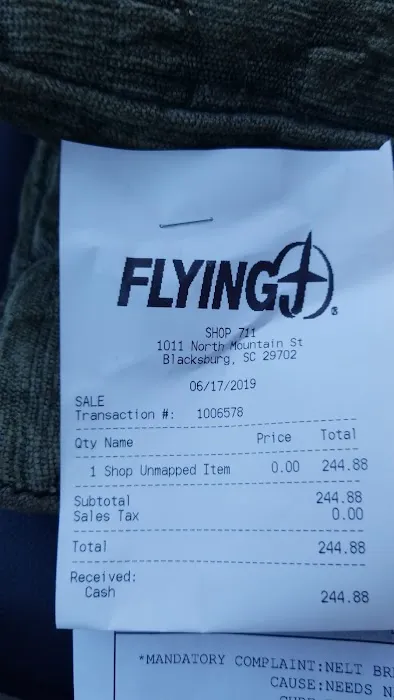 FLYING J®
SHOP 711
1011 North Mountain St
Blacksburg, SC 29702
06/17/2019
SALE
Transaction #: 1006578
Qty Name Price Total
1 Shop Unmapped Item 0.00 244.88
Subtotal 244.88
Sales Tax 0.00
Total 244.88
Received:
Cash 244.88
*MANDATORY COMPLAINT:NELT BR
CAUSE:NEEDS N